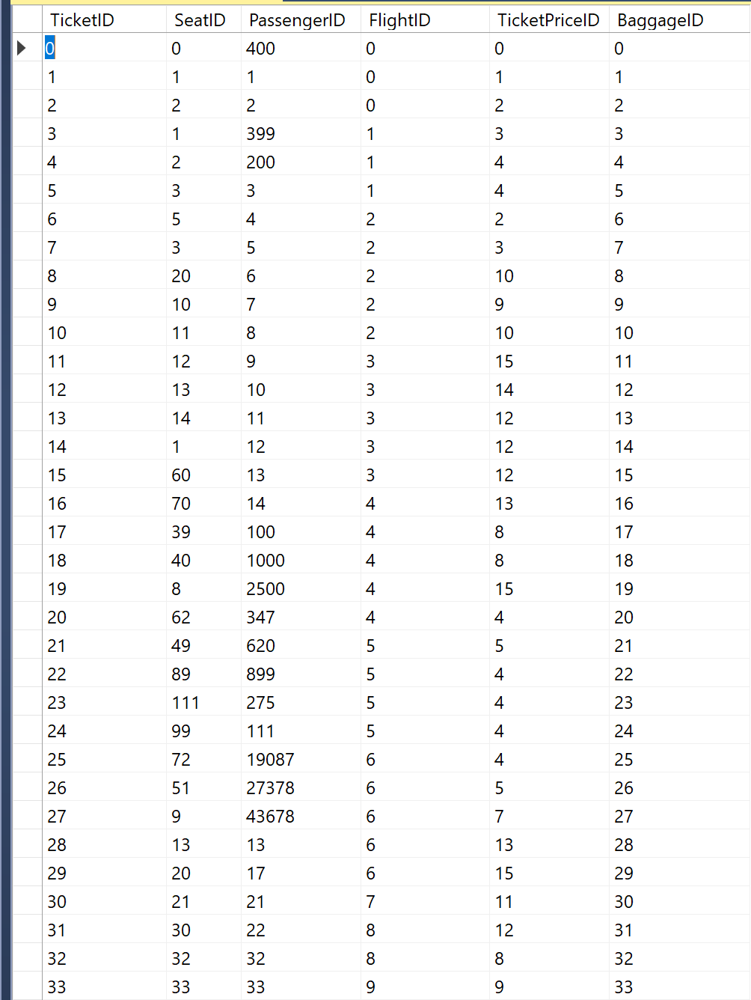 TicketID SeatID PassengerID FlightID TicketPriceID BaggageID
0 0 400 0 0 0
1 1 1 0 1 1
2 2 2 0 2 2
3 1 399 1 3 3
4 2 200 1 4 4
5 3 3 1 4 5
6 5 4 2 2 6
7 3 5 2 3 7
8 20 6 2 10 8
9 10 7 2 9 9
10 11 8 2 10 10
11 12 9 3 15 11
12 13 10 3 14 12
13 14 11 3 12 13
14 1 12 3 12 14
15 60 13 3 12 15
16 70 14 4 13 16
17 39 100 4 8 17
18 40 1000 4 8 18
19 8 2500 4 15 19
20 62 347 4 4 20
21 49 620 5 5 21
22 89 899 5 4 22
23 111 275 5 4 23
24 99 111 5 4 24
25 72 19087 6 4 25
26 51 27378 6 5 26
27 9 43678 6 7 27
28 13 13 6 13 28
29 20 17 6 15 29
30 21 21 7 11 30
31 30 22 8 12 31
32 32 32 8 8 32
33 33 33 9 9 33